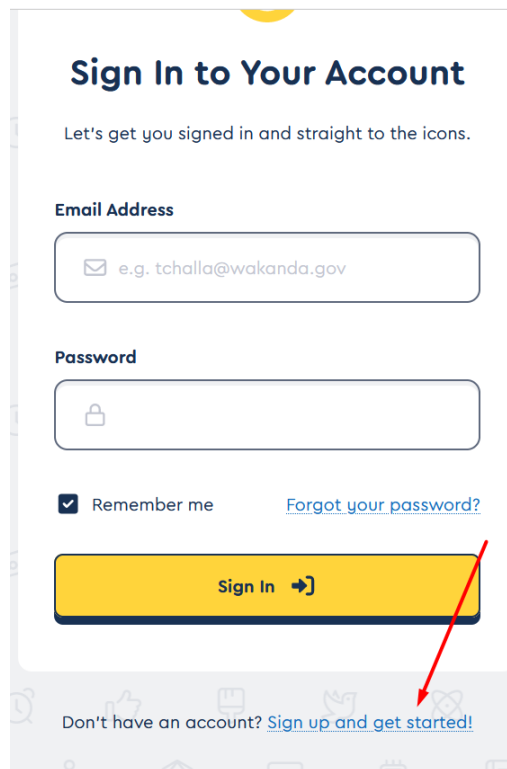 Sign In to Your Account
Let's get you signed in and straight to the icons.
Email Address
e.g. tchalla@wakanda.gov
Password
Remember me Forgot your password?
Sign In
Don't have an account? Sign up and get started!